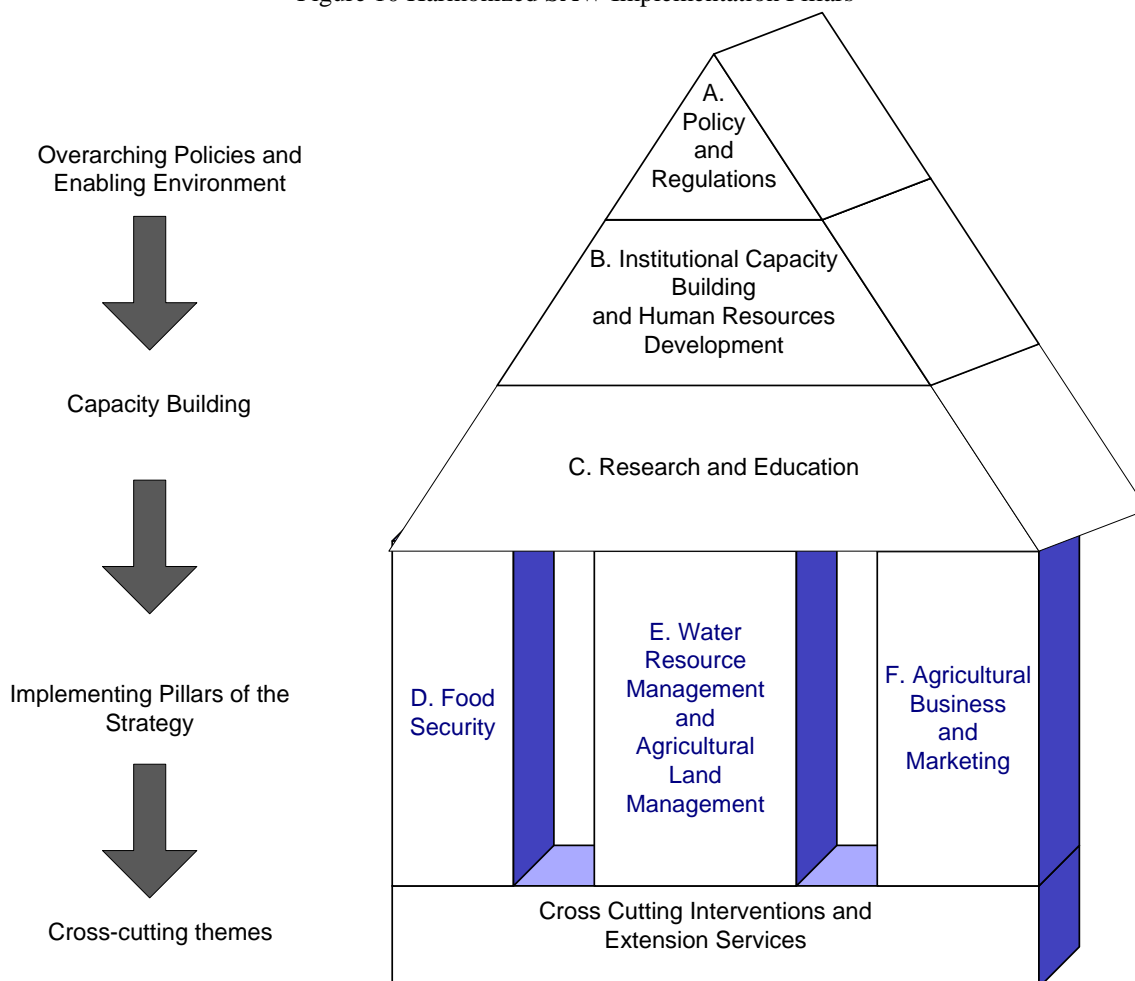 Overarching Policies and
Enabling Environment
Capacity Building
Implementing Pillars of the
Strategy
Cross-cutting themes
A.
Policy
and
Regulations
B. Institutional Capacity
Building
and Human Resources
Development
C. Research and Education
D. Food
Security
E. Water
Resource
Management
and
Agricultural
Land
Management
F. Agricultural
Business
and
Marketing
Cross Cutting Interventions and
Extension Services